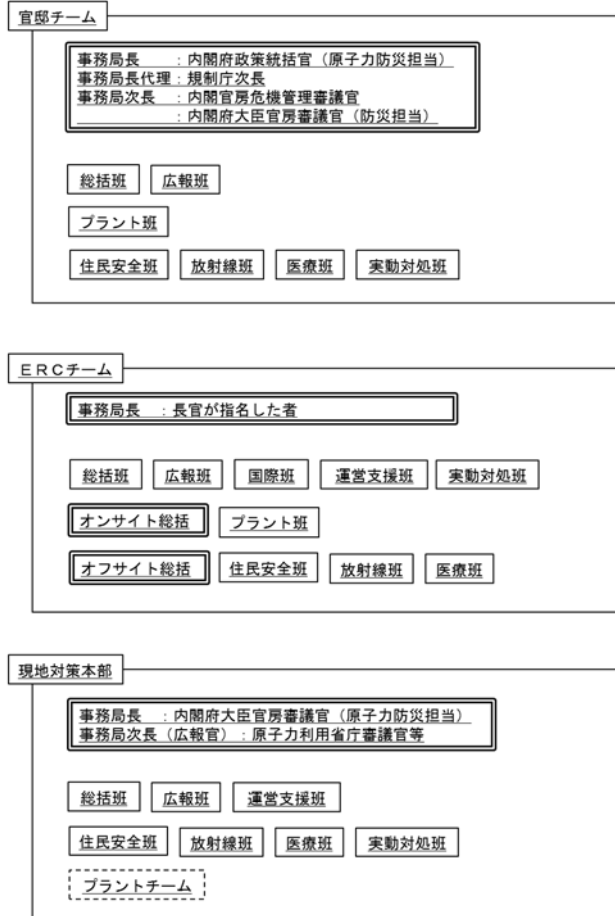 官邸チーム
事務局長　　：内閣府政策統括官（原子力防災担当）
事務局長代理：規制庁次長
事務局次長　：内閣官房危機管理審議官
：内閣府大臣官房審議官（防災担当）
総括班　広報班
プラント班
住民安全班　放射線班　医療班　実動対処班
ＥＲＣチーム
事務局長　：長官が指名した者
総括班　広報班　国際班　運営支援班　実動対処班
オンサイト総括　プラント班
オフサイト総括　住民安全班　放射線班　医療班
現地対策本部
事務局長　：内閣府大臣官房審議官（原子力防災担当）
事務局次長（広報官）：原子力利用省庁審議官等
総括班　広報班　運営支援班
住民安全班　放射線班　医療班　実動対処班
プラントチーム